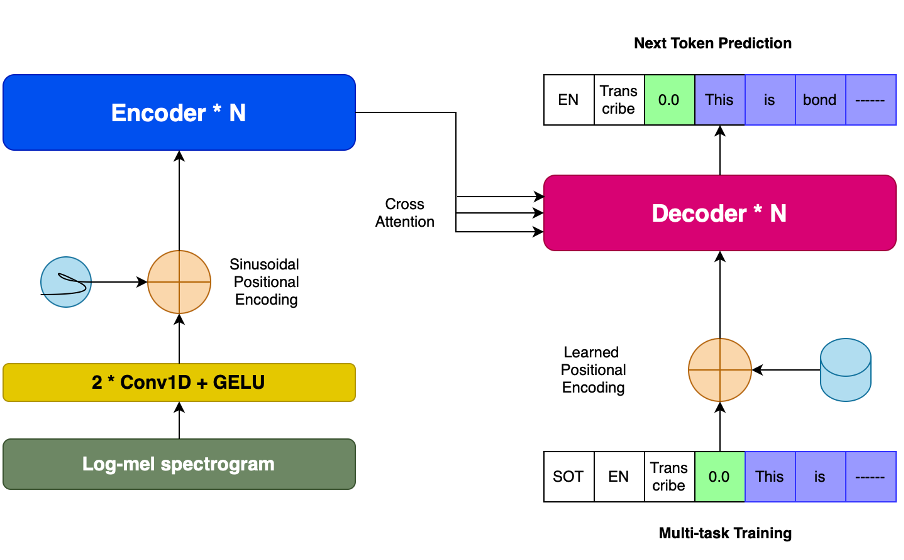 Next Token Prediction
EN
Trans
cribe
0.0
This
is
bond
------
Encoder * N
Cross
Attention
Decoder * N
Sinusoidal
Positional
Encoding
Learned
Positional
Encoding
2 * Conv1D + GELU
Log-mel spectrogram
SOT
EN
Trans
cribe
0.0
This
is
------
Multi-task Training